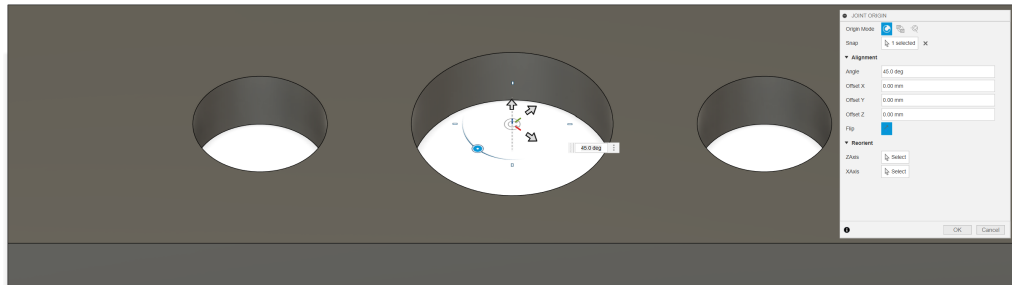 JOINT ORIGIN
Origin Mode
Snap 1 selected ×
Alignment
Angle 45.0 deg
Offset X 0.00 mm
Offset Y 0.00 mm
Offset Z 0.00 mm
Flip
Reorient
ZAxis Select
XAxis Select
OK Cancel
45.0 deg
0